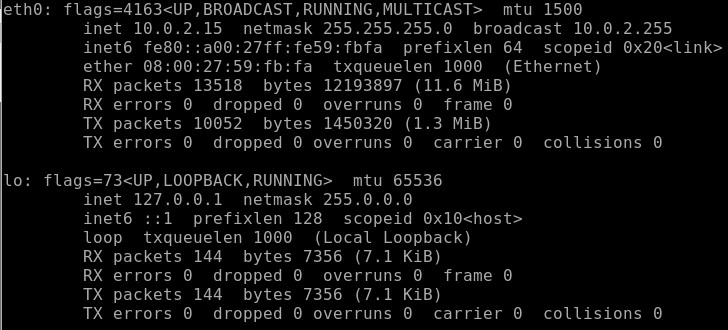 eth0: flags=4163<UP,BROADCAST,RUNNING,MULTICAST>  mtu 1500
        inet 10.0.2.15  netmask 255.255.255.0  broadcast 10.0.2.255
        inet6 fe80::a00:27ff:fe59:fbfa  prefixlen 64  scopeid 0x20<link>
        ether 08:00:27:59:fb:fa  txqueuelen 1000  (Ethernet)
        RX packets 13518  bytes 12193897 (11.6 MiB)
        RX errors 0  dropped 0  overruns 0  frame 0
        TX packets 10052  bytes 1450320 (1.3 MiB)
        TX errors 0  dropped 0 overruns 0  carrier 0  collisions 0

lo: flags=73<UP,LOOPBACK,RUNNING>  mtu 65536
        inet 127.0.0.1  netmask 255.0.0.0
        inet6 ::1  prefixlen 128  scopeid 0x10<host>
        loop  txqueuelen 1000  (Local Loopback)
        RX packets 144  bytes 7356 (7.1 KiB)
        RX errors 0  dropped 0  overruns 0  frame 0
        TX packets 144  bytes 7356 (7.1 KiB)
        TX errors 0  dropped 0 overruns 0  carrier 0  collisions 0